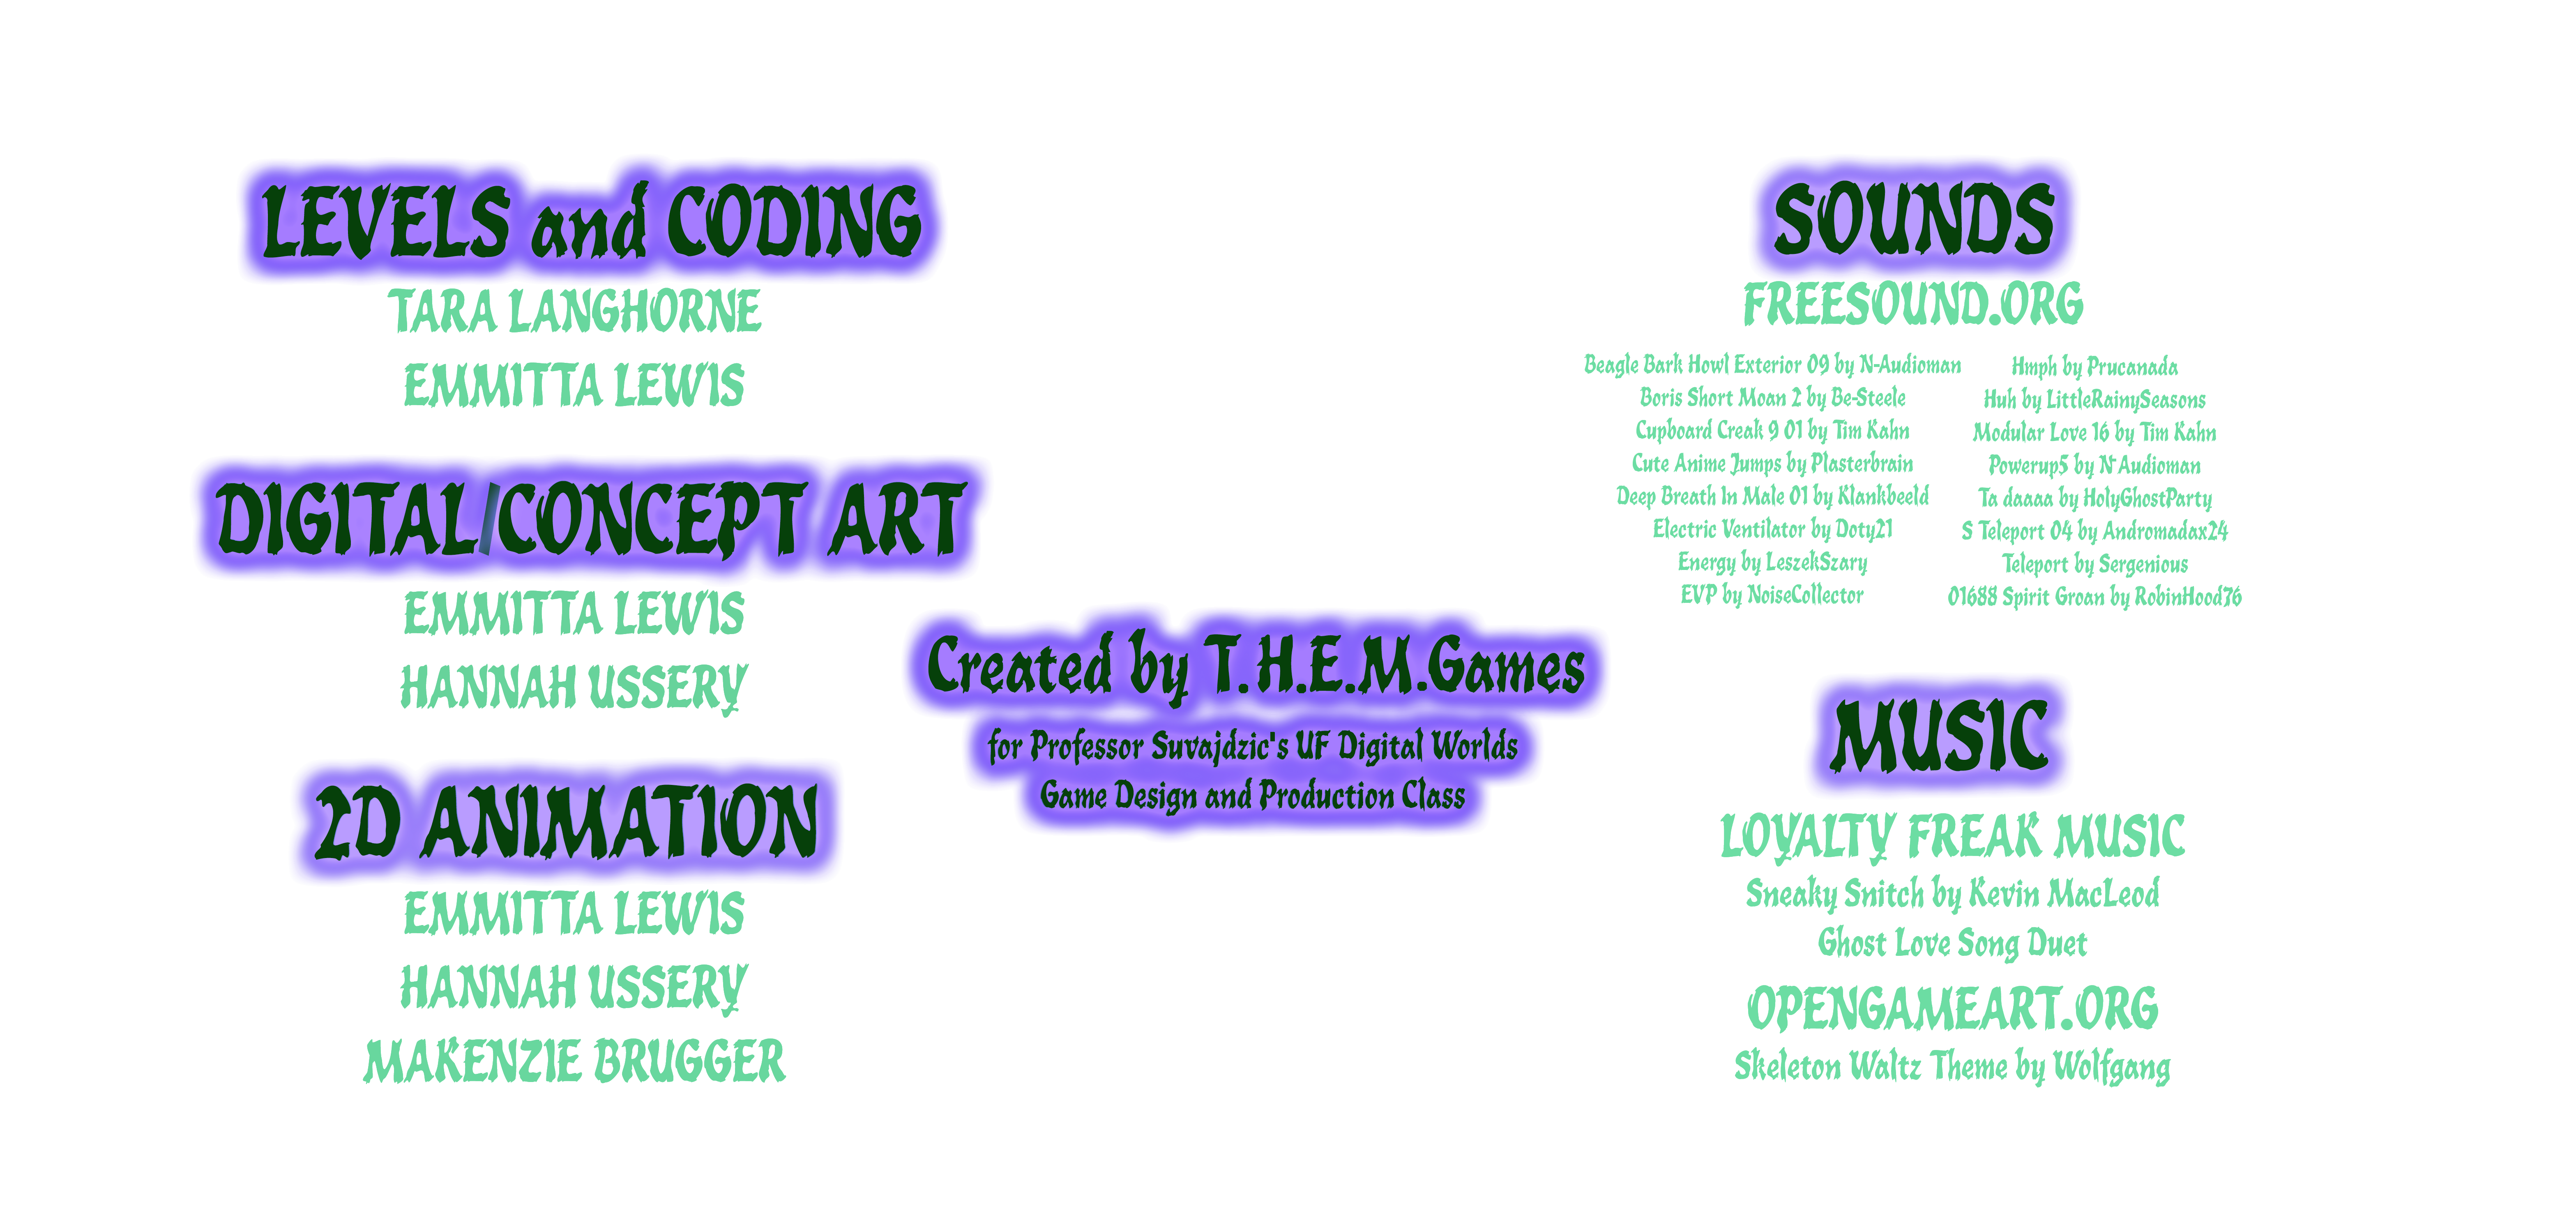 LEVELS and CODING
TARA LANGHORNE
EMMITTA LEWIS
DIGITAL/CONCEPT ART
EMMITTA LEWIS
HANNAH USSERY
2D ANIMATION
EMMITTA LEWIS
HANNAH USSERY
MAKENZIE BRUGGER
Created by T.H.E.M.Games
for Professor Suvajdzic's UF Digital Worlds
Game Design and Production Class
SOUNDS
FREESOUND.ORG
Beagle Bark Howl Exterior 09 by N-Audioman
Boris Short Moan 2 by Be-Steele
Cupboard Creak 9 01 by Tim Kahn
Cute Anime Jumps by Plasterbrain
Deep Breath In Male 01 by Klankbeeld
Electric Ventilator by Doty21
Energy by LeszekSzary
EVP by NoiseCollector
Hmph by Prucanada
Huh by LittleRainySeasons
Modular Love 16 by Tim Kahn
Powerup5 by N-Audioman
Ta daaaa by HolyGhostParty
S Teleport 04 by Andromadax24
Teleport by Sergenious
01688 Spirit Groan by RobinHood76
MUSIC
LOYALTY FREAK MUSIC
Sneaky Snitch by Kevin MacLeod
Ghost Love Song Duet
OPENGAMEART.ORG
Skeleton Waltz Theme by Wolfgang